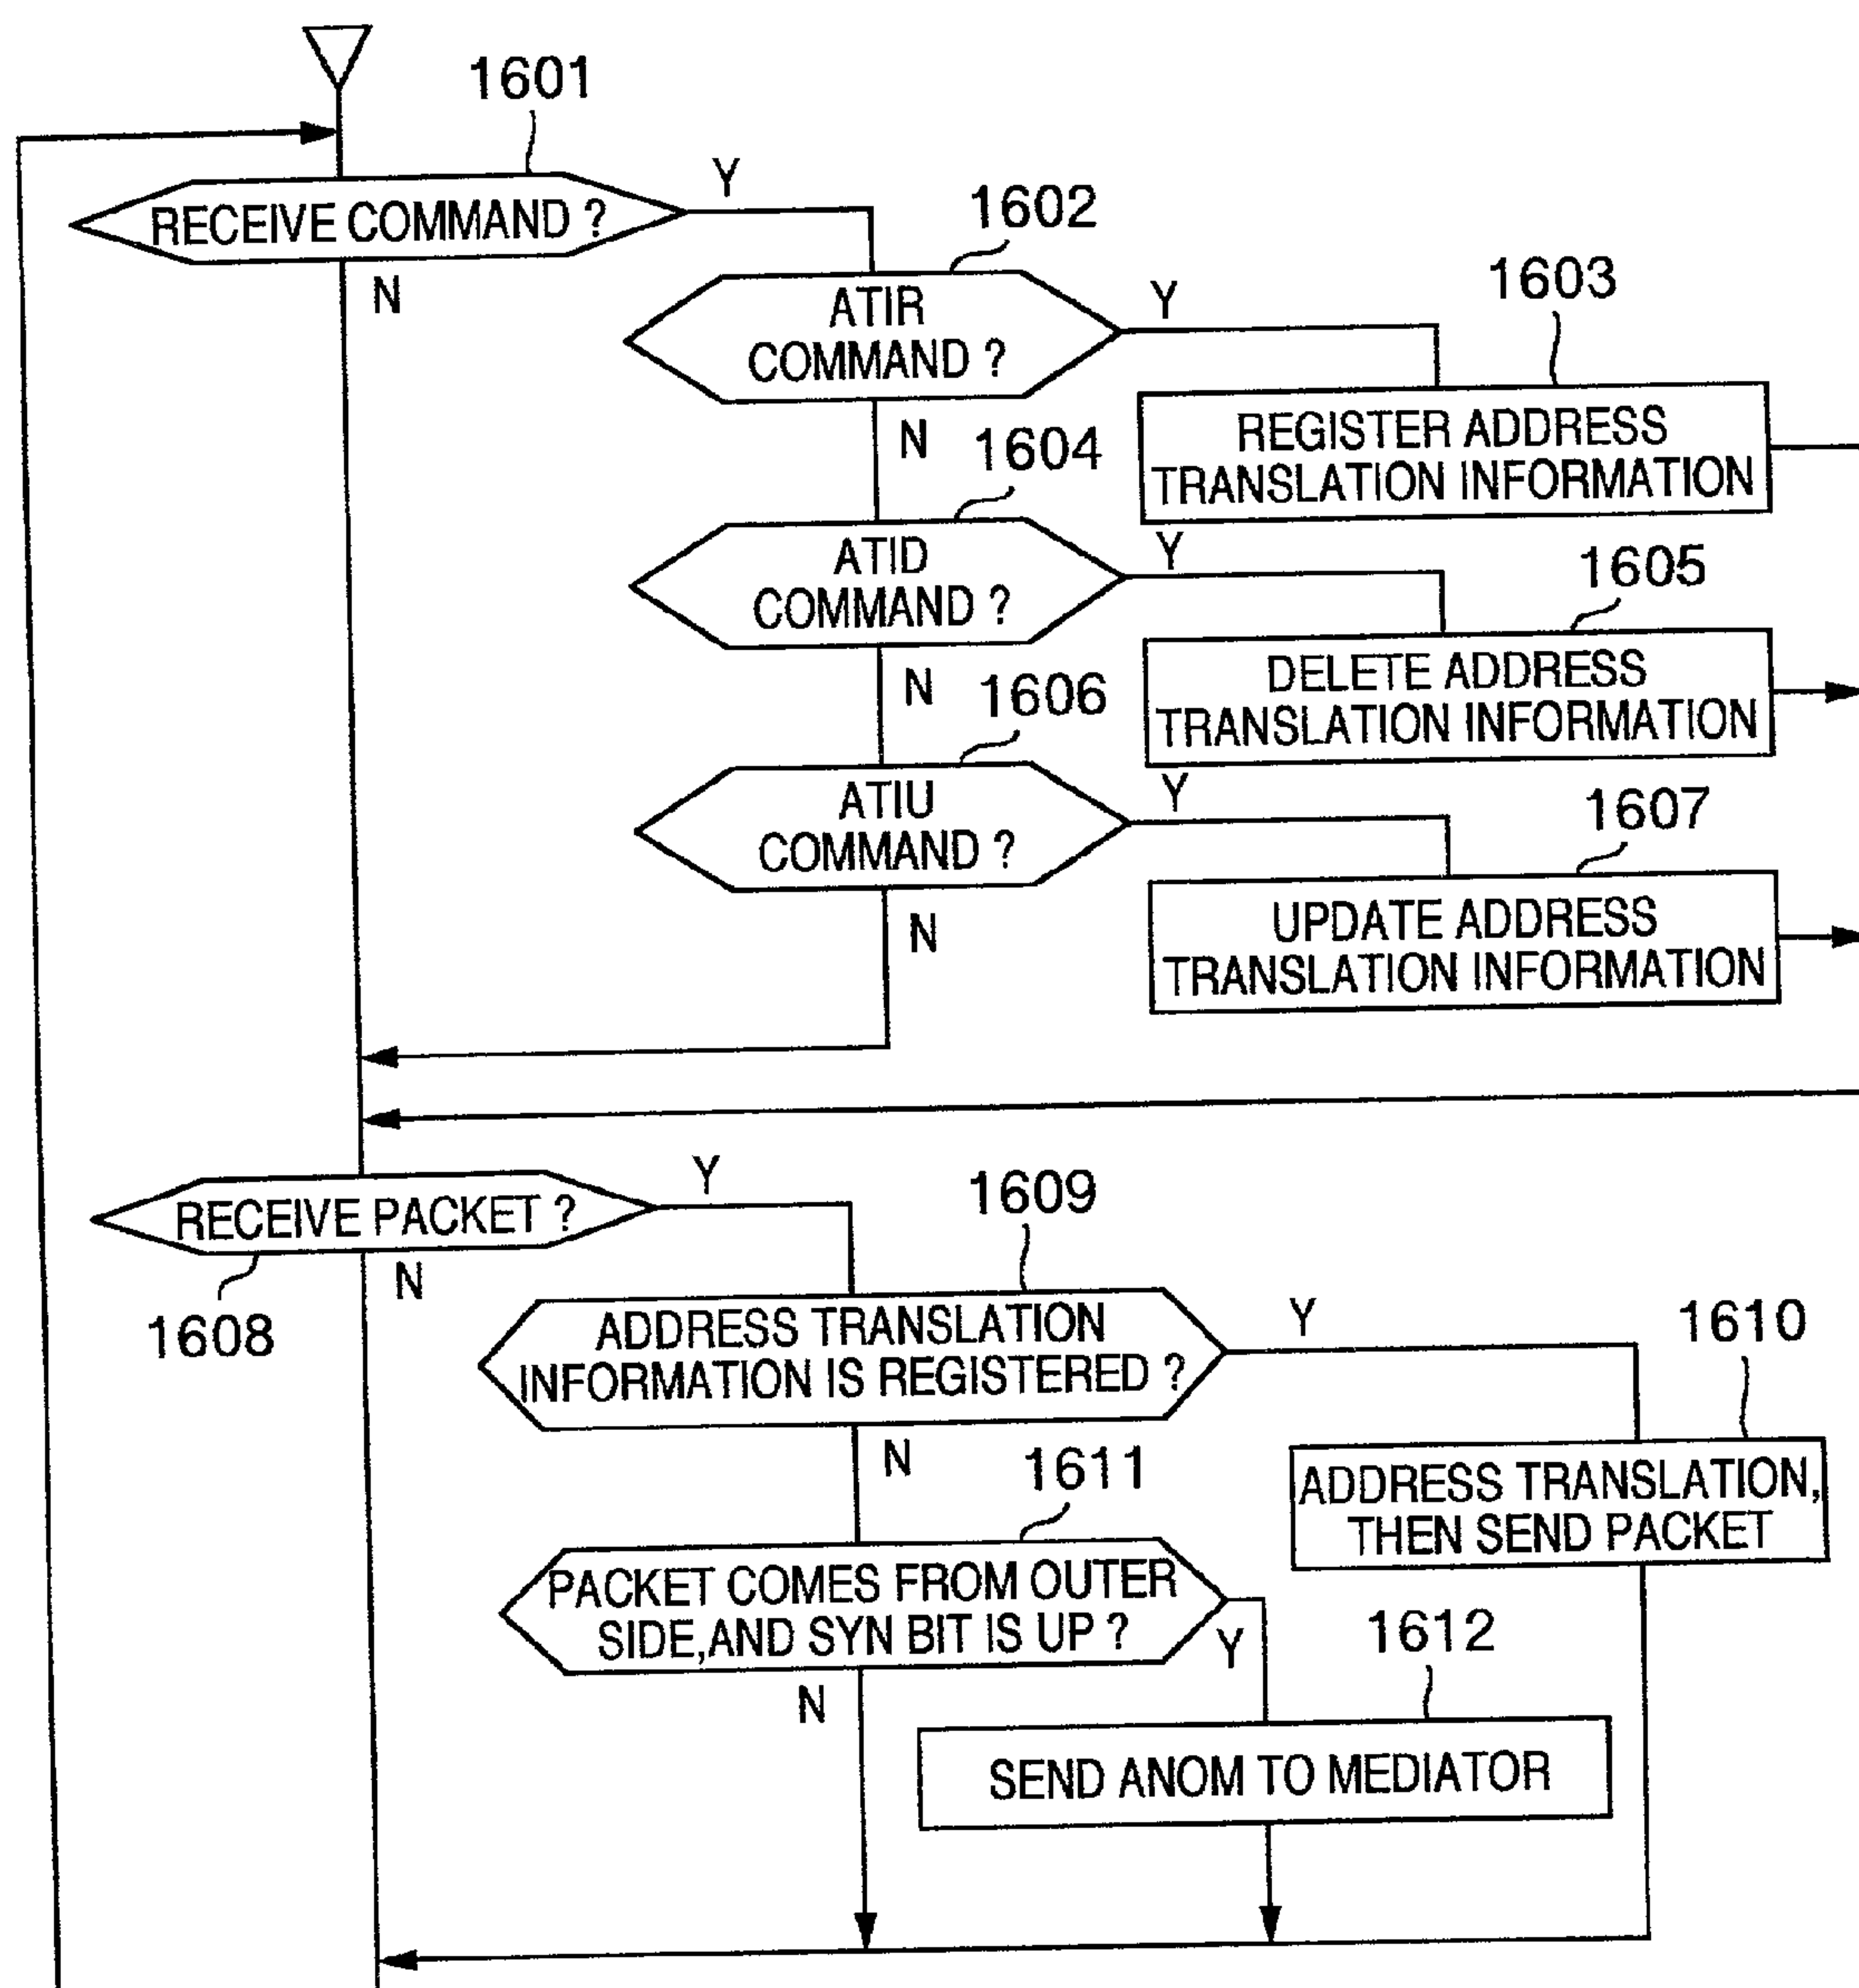 1601
RECEIVE COMMAND ?
Y
N
1602
ATIR
COMMAND ?
Y
N
1603
REGISTER ADDRESS
TRANSLATION INFORMATION
1604
ATID
COMMAND ?
Y
N
1605
DELETE ADDRESS
TRANSLATION INFORMATION
1606
ATIU
COMMAND ?
Y
N
1607
UPDATE ADDRESS
TRANSLATION INFORMATION
RECEIVE PACKET ?
Y
N
1608
1609
ADDRESS TRANSLATION
INFORMATION IS REGISTERED ?
Y
N
1610
ADDRESS TRANSLATION,
THEN SEND PACKET
1611
PACKET COMES FROM OUTER
SIDE,AND SYN BIT IS UP ?
Y
N
1612
SEND ANOM TO MEDIATOR